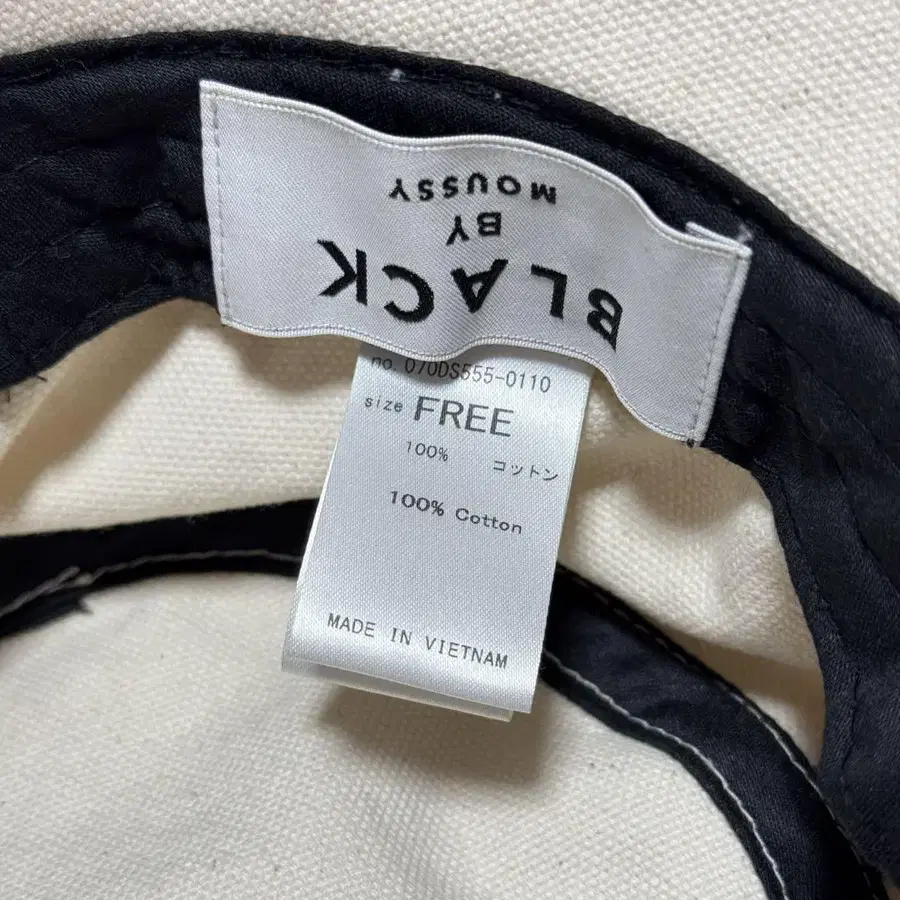 BLACK
BY
MOUSSY
no. 070DS555-0110
size FREE
100% コットン
100% Cotton
MADE IN VIETNAM